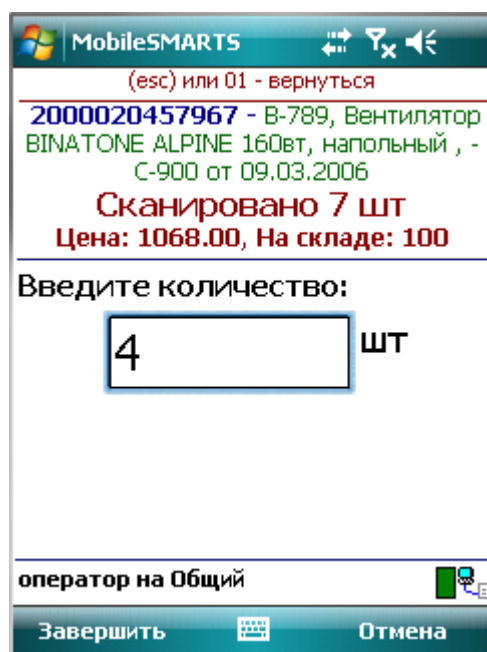 MobileSMARTS
(esc) или 01 - вернуться
2000020457967 - В-789, Вентилятор
BINATONE ALPINE 160вт, напольный , -
С-900 от 09.03.2006
Сканировано 7 шт
Цена: 1068.00, На складе: 100
Введите количество:
4 шт
оператор на Общий
Завершить Отмена